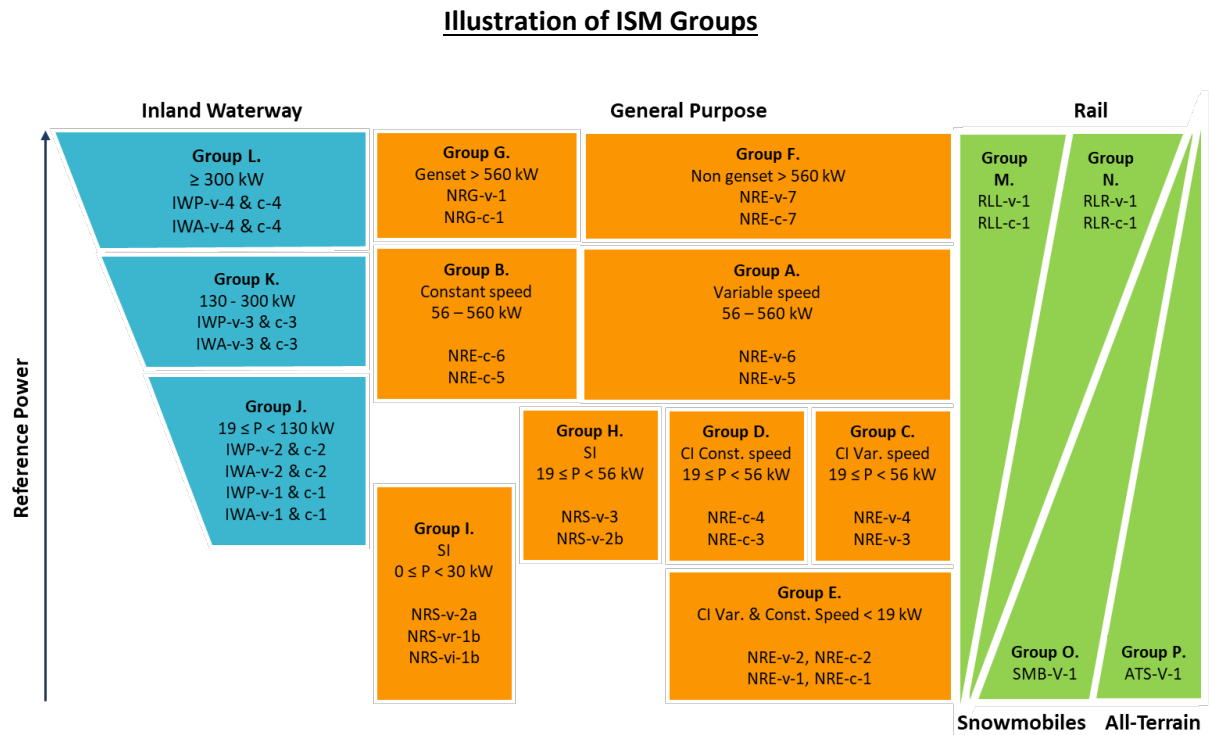 Illustration of ISM Groups
Inland Waterway
General Purpose
Rail
Reference Power
Group L.
≥ 300 kW
IWP-v-4 & c-4
IWA-v-4 & c-4
Group K.
130 - 300 kW
IWP-v-3 & c-3
IWA-v-3 & c-3
Group J.
19 ≤ P < 130 kW
IWP-v-2 & c-2
IWA-v-2 & c-2
IWP-v-1 & c-1
IWA-v-1 & c-1
Group G.
Genset > 560 kW
NRG-v-1
NRG-c-1
Group F.
Non genset > 560 kW
NRE-v-7
NRE-c-7
Group B.
Constant speed
56 – 560 kW
NRE-c-6
NRE-c-5
Group A.
Variable speed
56 – 560 kW
NRE-v-6
NRE-v-5
Group H.
SI
19 ≤ P < 56 kW
NRS-v-3
NRS-v-2b
Group D.
CI Const. speed
19 ≤ P < 56 kW
NRE-c-4
NRE-c-3
Group C.
CI Var. speed
19 ≤ P < 56 kW
NRE-v-4
NRE-v-3
Group I.
SI
0 ≤ P < 30 kW
NRS-v-2a
NRS-vr-1b
NRS-vi-1b
Group E.
CI Var. & Const. Speed < 19 kW
NRE-v-2, NRE-c-2
NRE-v-1, NRE-c-1
Group
M.
RLL-v-1
RLL-c-1
Group
N.
RLR-v-1
RLR-c-1
Group O.
SMB-V-1
Group P.
ATS-V-1
Snowmobiles
All-Terrain